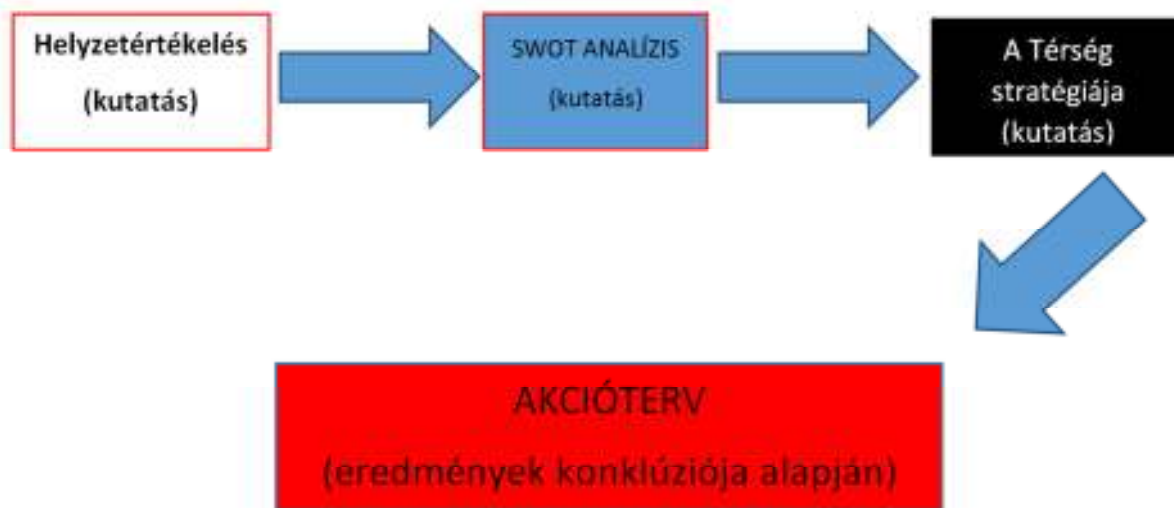 Helyzetértékelés
(kutatás)
SWOT ANALÍZIS
(kutatás)
A Térség
stratégiája
(kutatás)
AKCIÓTERV
(eredmények konklúziója alapján)